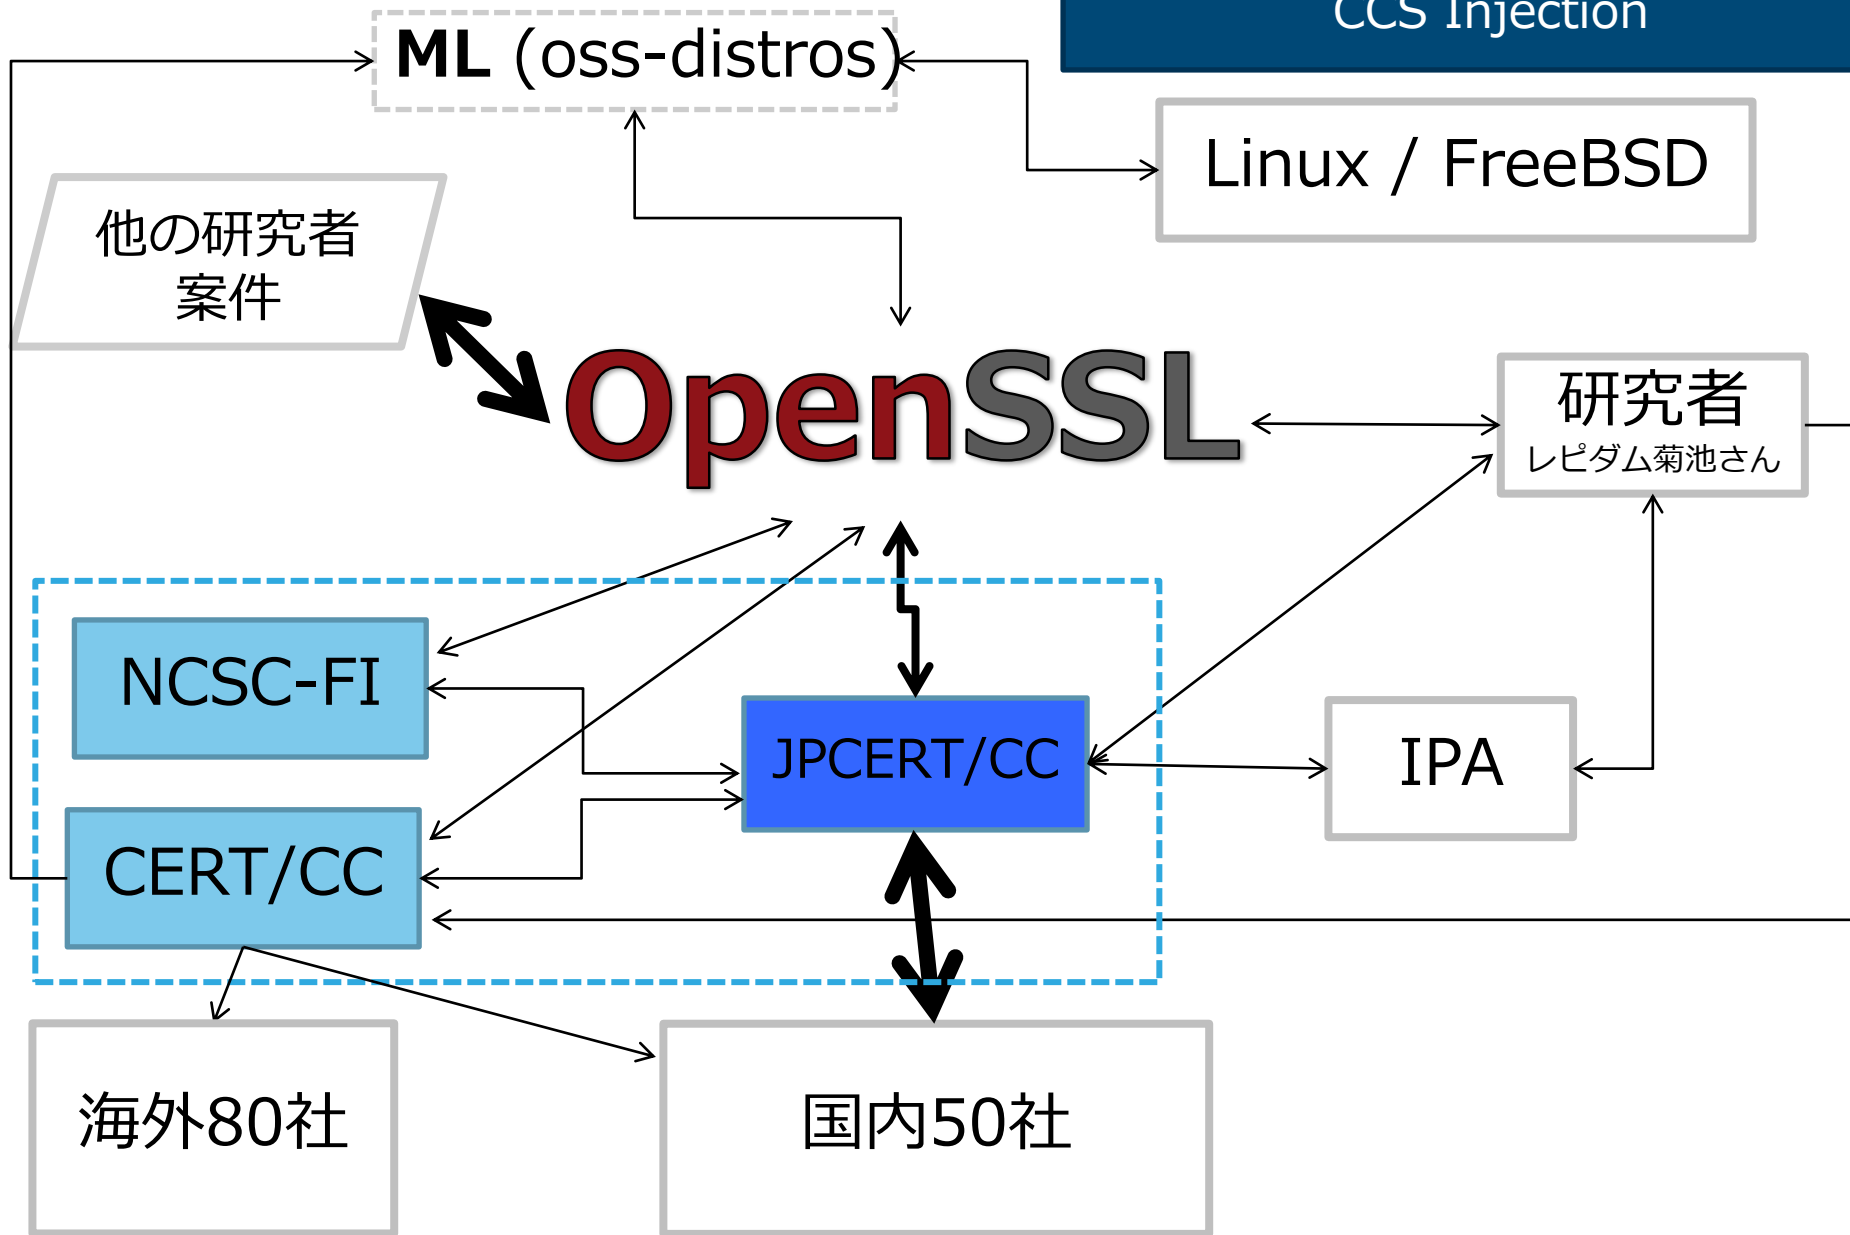 CCS Injection
ML (oss-distros)
Linux / FreeBSD
他の研究者
案件
OpenSSL
研究者
レピダム菊池さん
NCSC-FI
JPCERT/CC
IPA
CERT/CC
海外80社
国内50社